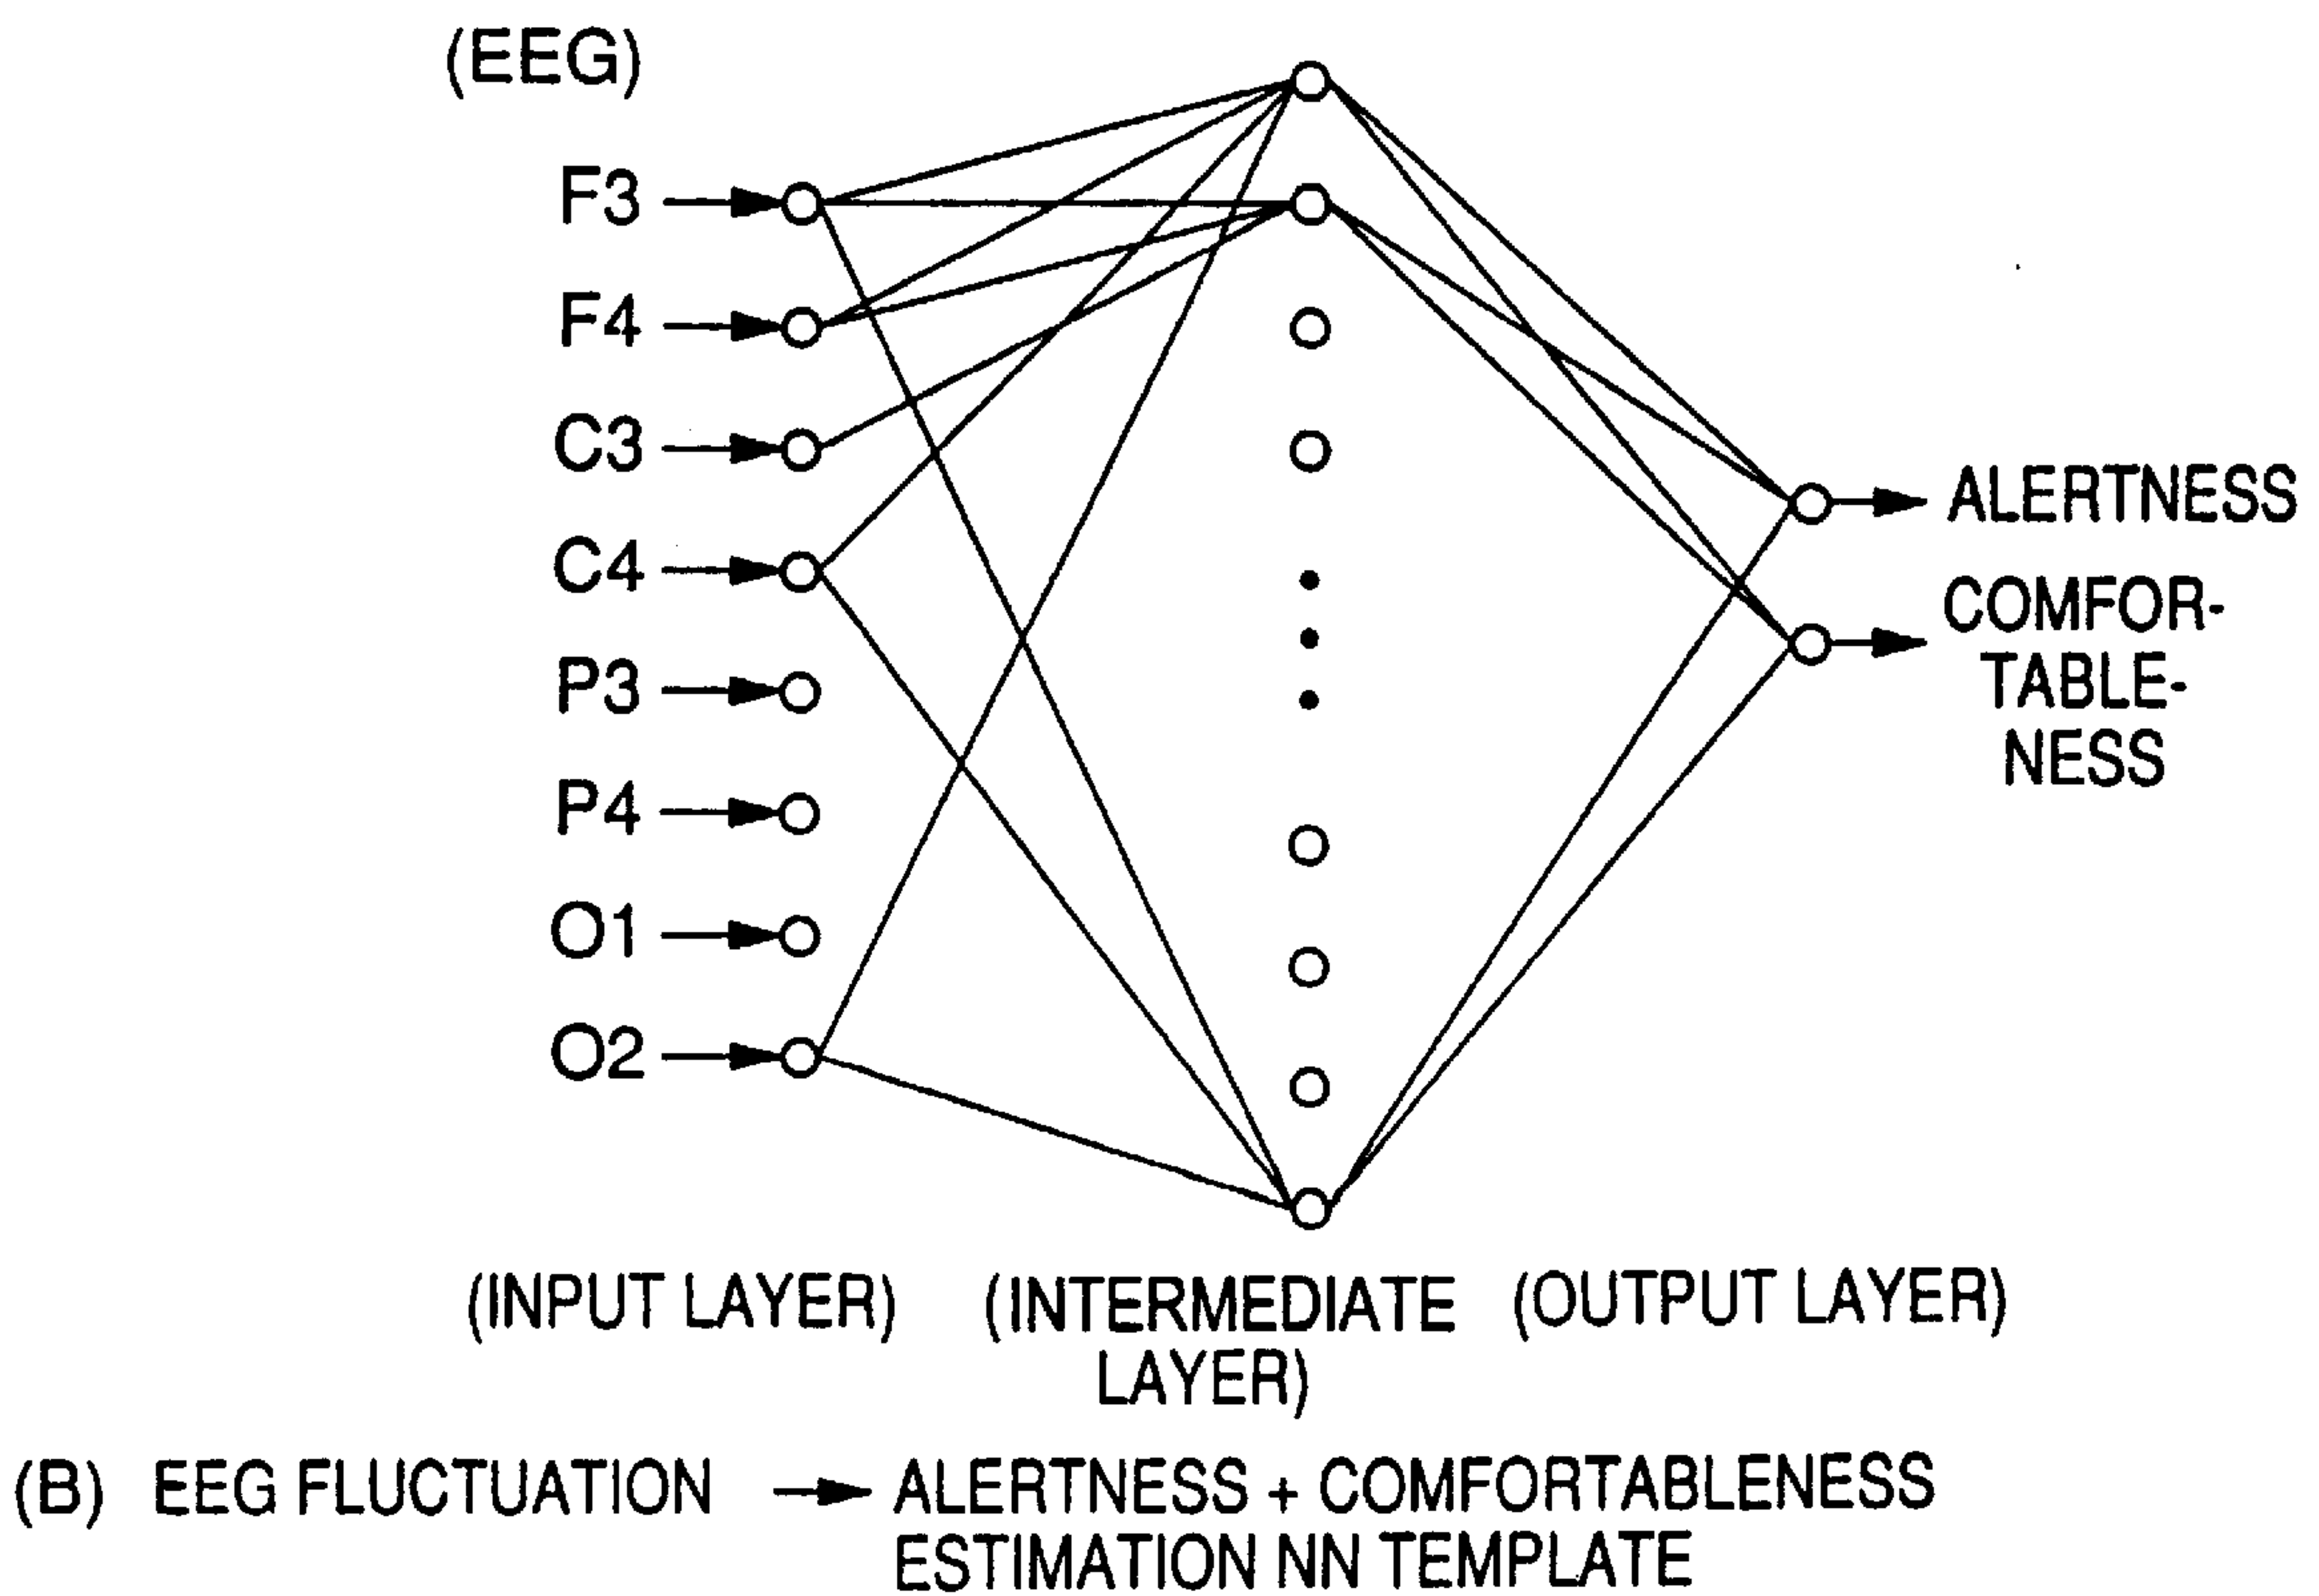 (EEG)
F3
F4
C3
C4
P3
P4
O1
O2
ALERTNESS
COMFOR-
TABLE-
NESS
(INPUT LAYER)
(INTERMEDIATE
LAYER)
(OUTPUT LAYER)
(B) EEG FLUCTUATION → ALERTNESS + COMFORTABLENESS
ESTIMATION NN TEMPLATE